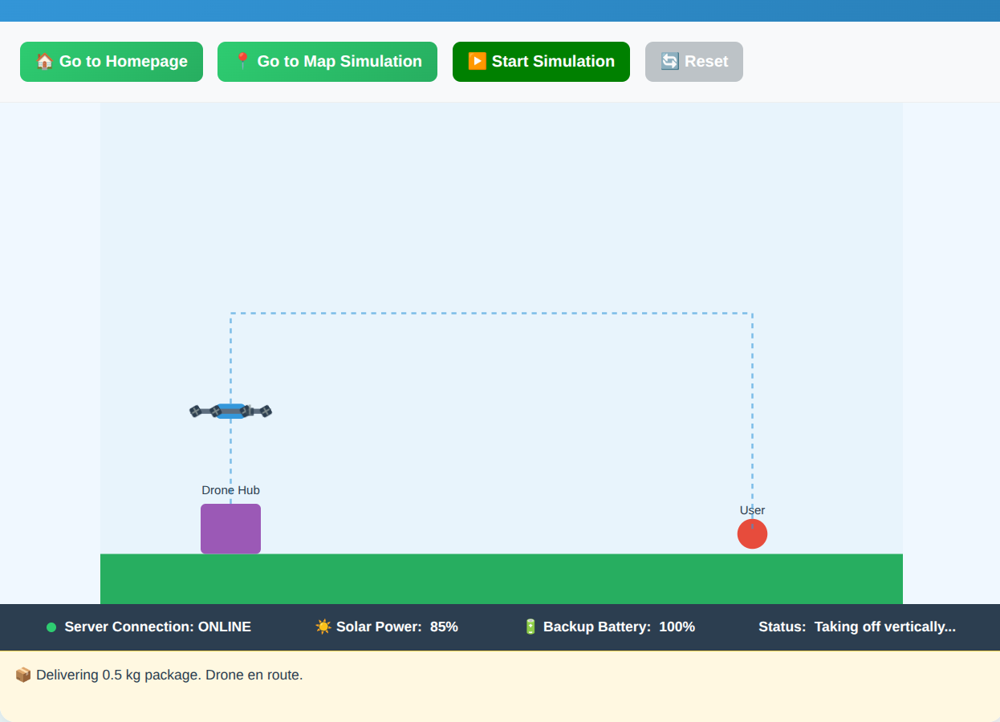 🏠 Go to Homepage
📍 Go to Map Simulation
▶️ Start Simulation
🔄 Reset
Drone Hub
User
Server Connection: ONLINE
☀️ Solar Power: 85%
🔋 Backup Battery: 100%
Status: Taking off vertically...
📦 Delivering 0.5 kg package. Drone en route.